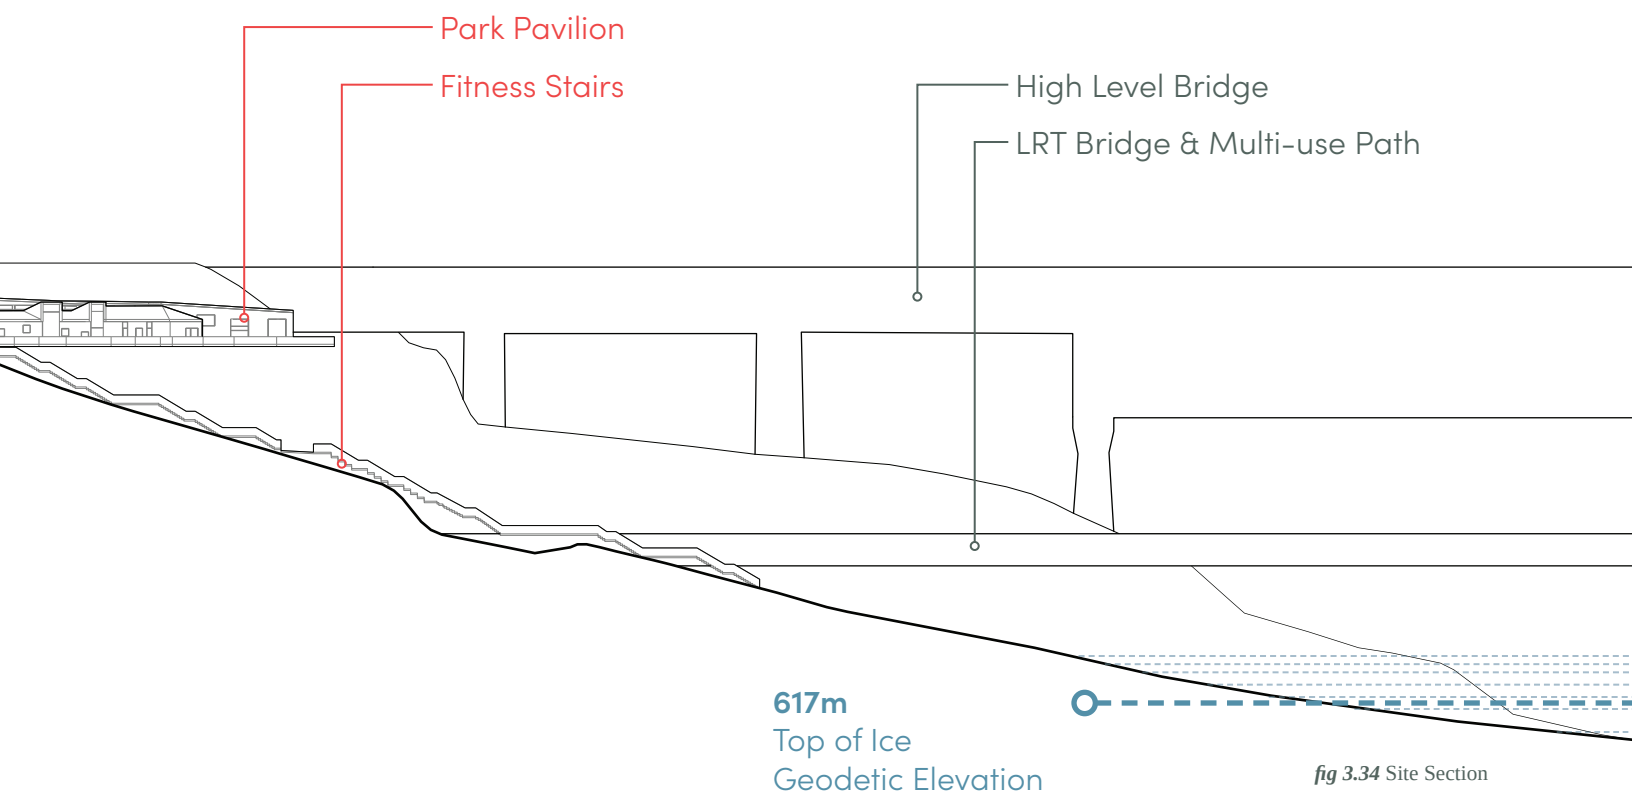 Park Pavilion
Fitness Stairs
High Level Bridge
LRT Bridge & Multi-use Path
617m
Top of Ice
Geodetic Elevation
fig 3.34 Site Section